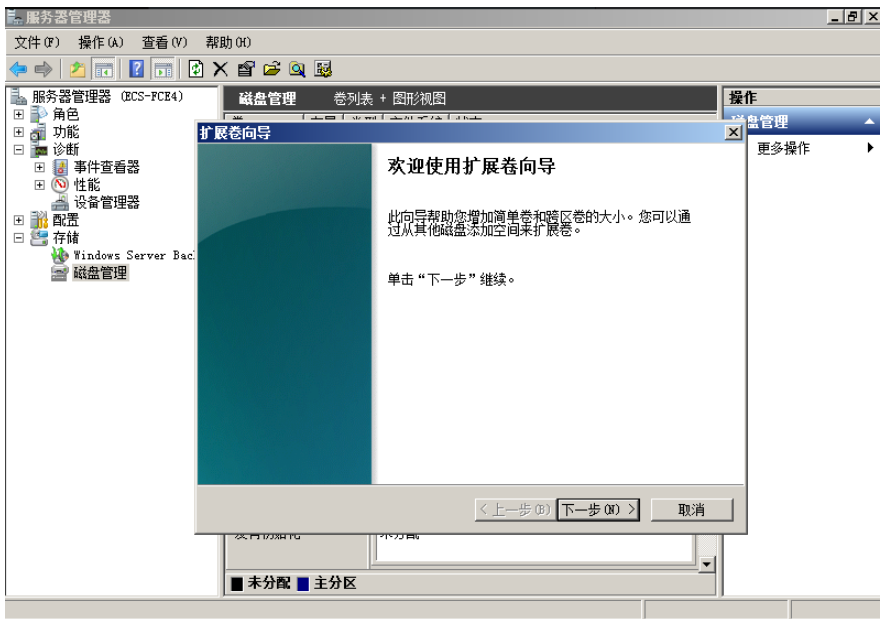 服务器管理器
文件(F) 操作(A) 查看(V) 帮助(H)
服务器管理器 (ECS-FCE4)
角色
功能
诊断
事件查看器
性能
设备管理器
配置
存储
Windows Server Bac
磁盘管理
磁盘管理 卷列表 + 图形视图
操作
磁盘管理
更多操作
扩展卷向导
欢迎使用扩展卷向导
此向导帮助您增加简单卷和跨区卷的大小。您可以通
过从其他磁盘添加空间来扩展卷。
单击“下一步”继续。
< 上一步(B) 下一步(N) > 取消
没有初始化 未分配
未分配 主分区